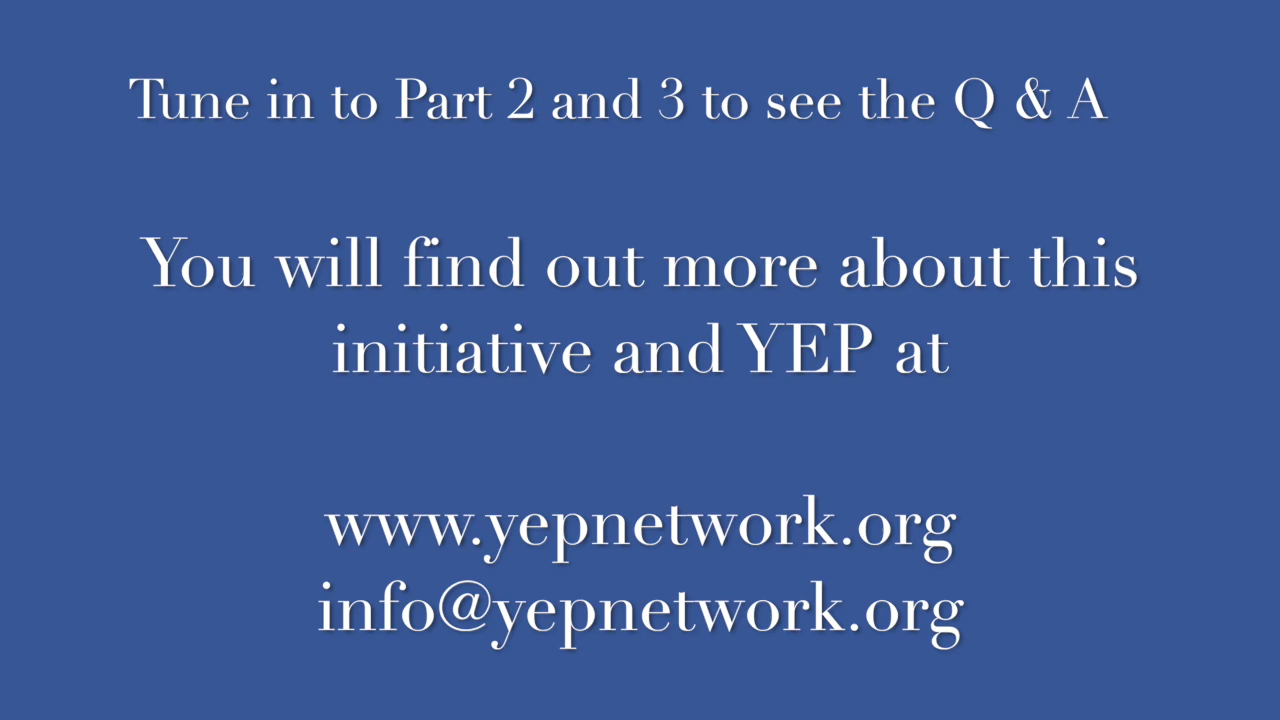 Tune in to Part 2 and 3 to see the Q & A
You will find out more about this
initiative and YEP at
www.yepnetwork.org
info@yepnetwork.org